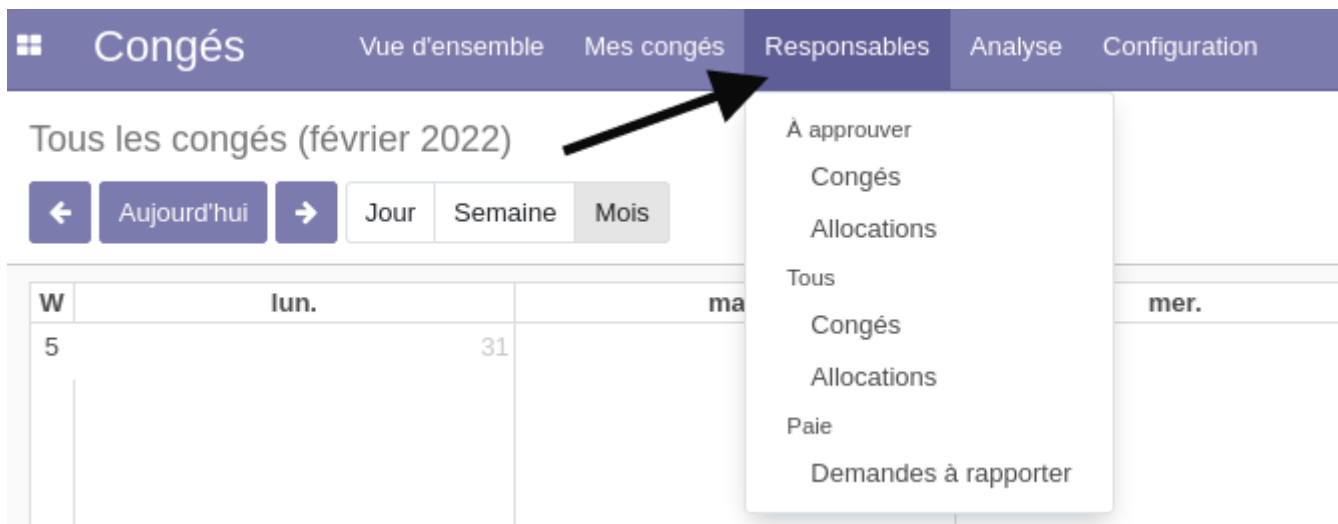 Congés Vue d'ensemble Mes congés Responsables Analyse Configuration
Tous les congés (février 2022)
Aujourd'hui Jour Semaine Mois
À approuver
Congés
Allocations
Tous
Congés
Allocations
Paie
Demandes à rapporter
W lun. ma mer.
5 31